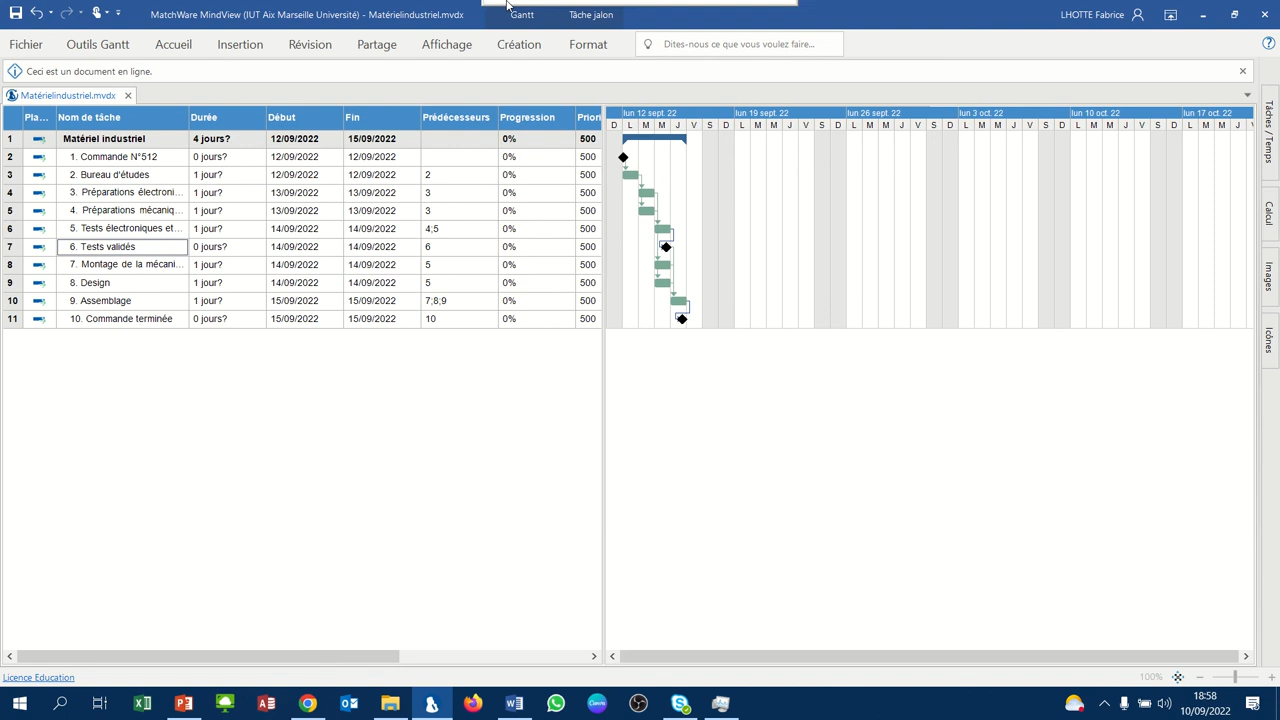 MatchWare MindView (IUT Aix Marseille Université) - Matérielindustriel.mvdx
Gantt
Tâche jalon
LHOTTE Fabrice
Fichier
Outils Gantt
Accueil
Insertion
Révision
Partage
Affichage
Création
Format
Dites-nous ce que vous voulez faire...
Ceci est un document en ligne.
Matérielindustriel.mvdx
Pla... Nom de tâche Durée Début Fin Prédécesseurs Progression Priori
1 Matériel industriel 4 jours? 12/09/2022 15/09/2022 0% 500
2 1. Commande N°512 0 jours? 12/09/2022 12/09/2022 0% 500
3 2. Bureau d'études 1 jour? 12/09/2022 12/09/2022 2 0% 500
4 3. Préparations électroni... 1 jour? 13/09/2022 13/09/2022 3 0% 500
5 4. Préparations mécaniq... 1 jour? 13/09/2022 13/09/2022 3 0% 500
6 5. Tests électroniques et... 1 jour? 14/09/2022 14/09/2022 4;5 0% 500
7 6. Tests validés 0 jours? 14/09/2022 14/09/2022 6 0% 500
8 7. Montage de la mécani... 1 jour? 14/09/2022 14/09/2022 5 0% 500
9 8. Design 1 jour? 14/09/2022 14/09/2022 5 0% 500
10 9. Assemblage 1 jour? 15/09/2022 15/09/2022 7;8;9 0% 500
11 10. Commande terminée 0 jours? 15/09/2022 15/09/2022 10 0% 500
lun 12 sept. 22 lun 19 sept. 22 lun 26 sept. 22 lun 3 oct. 22 lun 10 oct. 22 lun 17 oct. 22
D L M M J V S D L M M J V S D L M M J V S D L M M J V S D L M M J V S D L M M J V
Tâches / Temps
Calcul
Images
Icônes
Licence Education
100%
18:58
10/09/2022